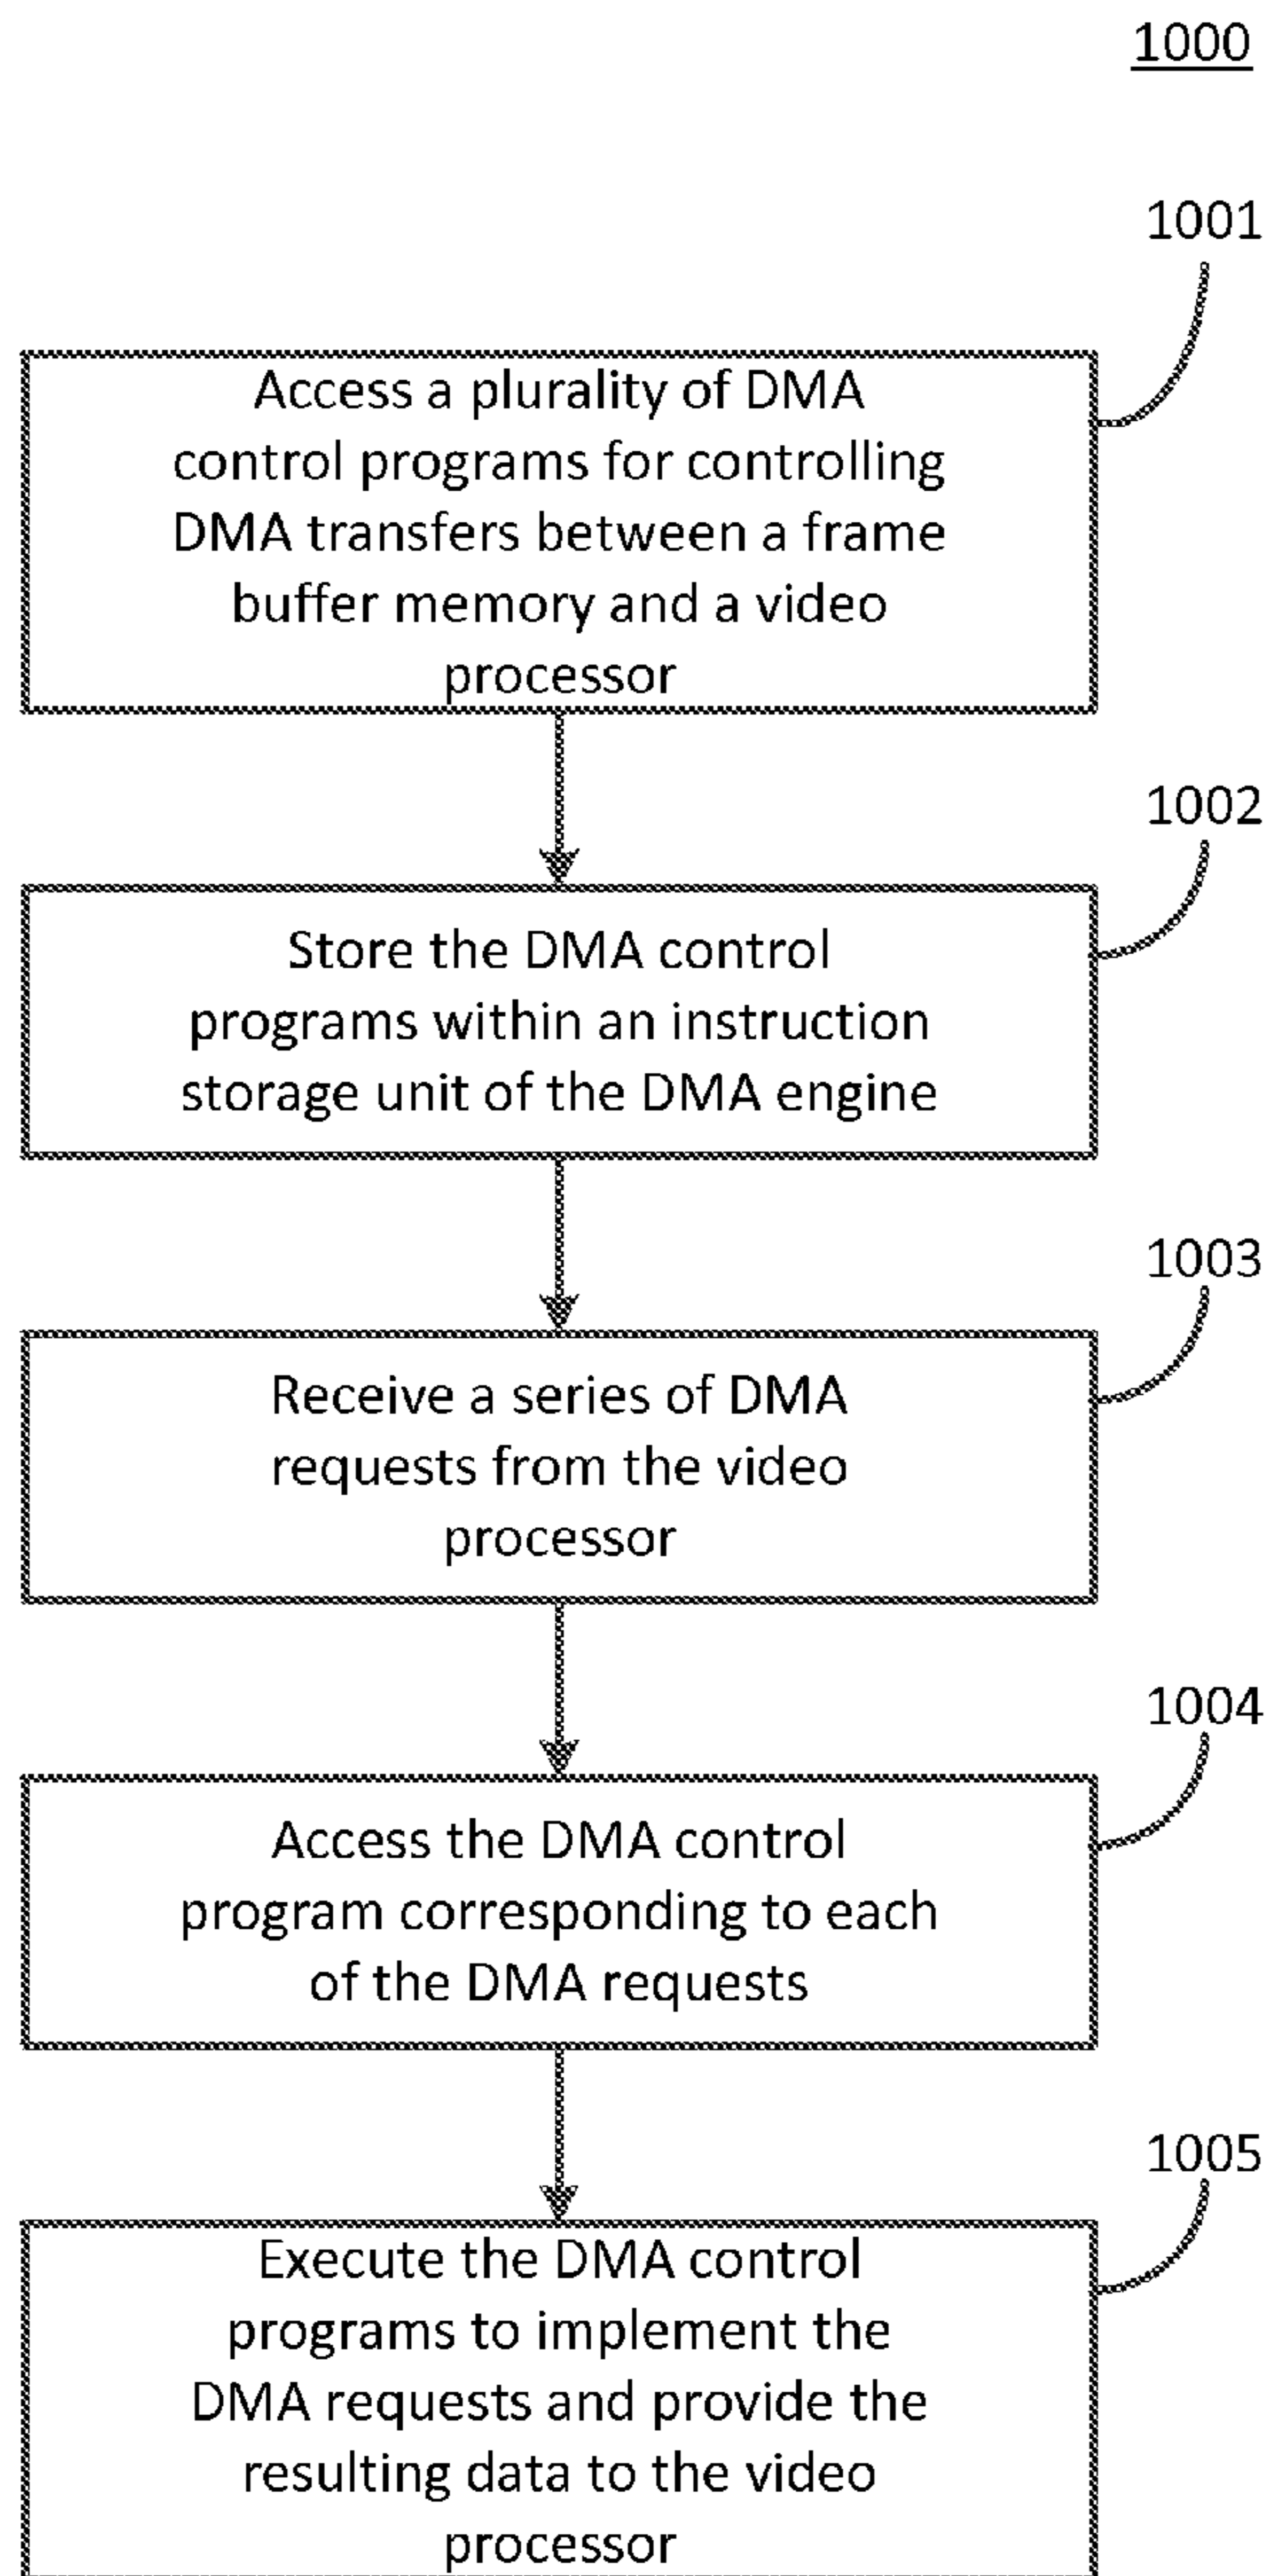 1000
1001
Access a plurality of DMA
control programs for controlling
DMA transfers between a frame
buffer memory and a video
processor
1002
Store the DMA control
programs within an instruction
storage unit of the DMA engine
1003
Receive a series of DMA
requests from the video
processor
1004
Access the DMA control
program corresponding to each
of the DMA requests
1005
Execute the DMA control
programs to implement the
DMA requests and provide the
resulting data to the video
processor